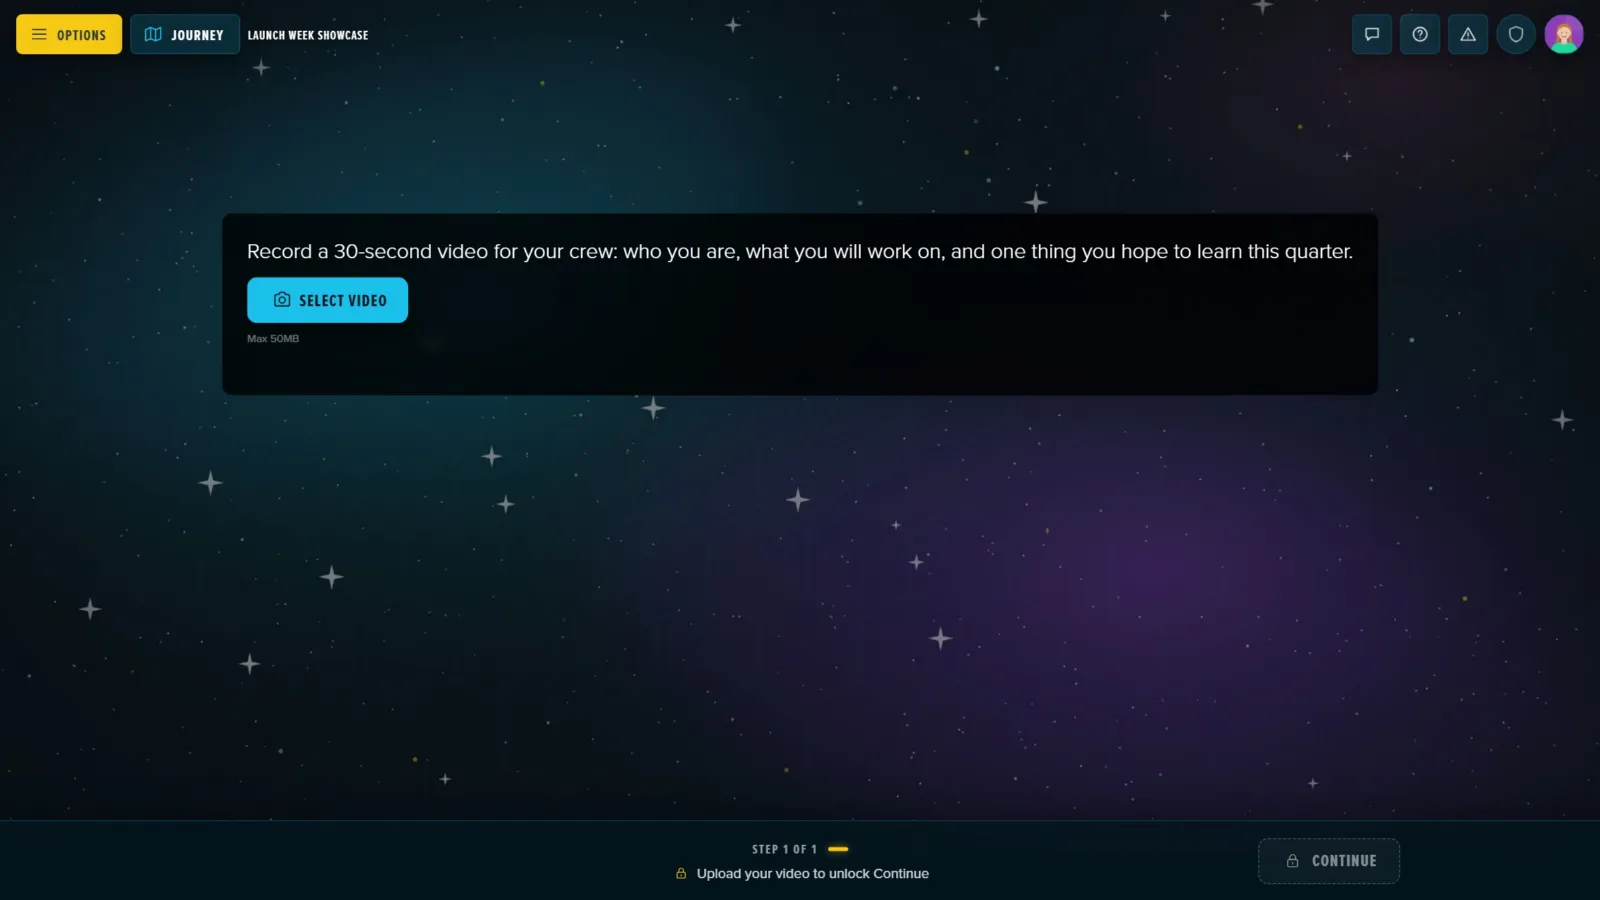 OPTIONS
JOURNEY
LAUNCH WEEK SHOWCASE
Record a 30-second video for your crew: who you are, what you will work on, and one thing you hope to learn this quarter.
SELECT VIDEO
Max 50MB
STEP 1 OF 1
Upload your video to unlock Continue
CONTINUE